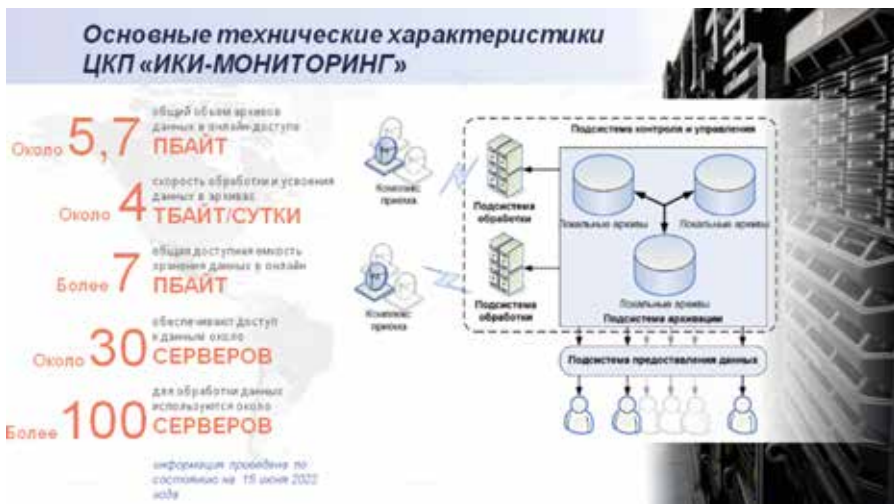 Основные технические характеристики
ЦКП «ИКИ-МОНИТОРИНГ»
Около 5,7
общий объем архивов
данных в онлайн-доступе
ПБАЙТ
Около 4
скорость обработки и усвоения
данных в архивах
ТБАЙТ/СУТКИ
Более 7
общая доступная емкость
хранения данных в онлайн
ПБАЙТ
Около 30
обеспечивают доступ
к данным около
СЕРВЕРОВ
Более 100
для обработки данных
используются около
СЕРВЕРОВ
информация приведена по
состоянию на 15 июня 2022
года
Комплекс
приема
Подсистема
обработки
Комплекс
приема
Подсистема
обработки
Подсистема контроля и управления
Локальные архивы
Локальные архивы
Локальные архивы
Подсистема архивации
Подсистема предоставления данных